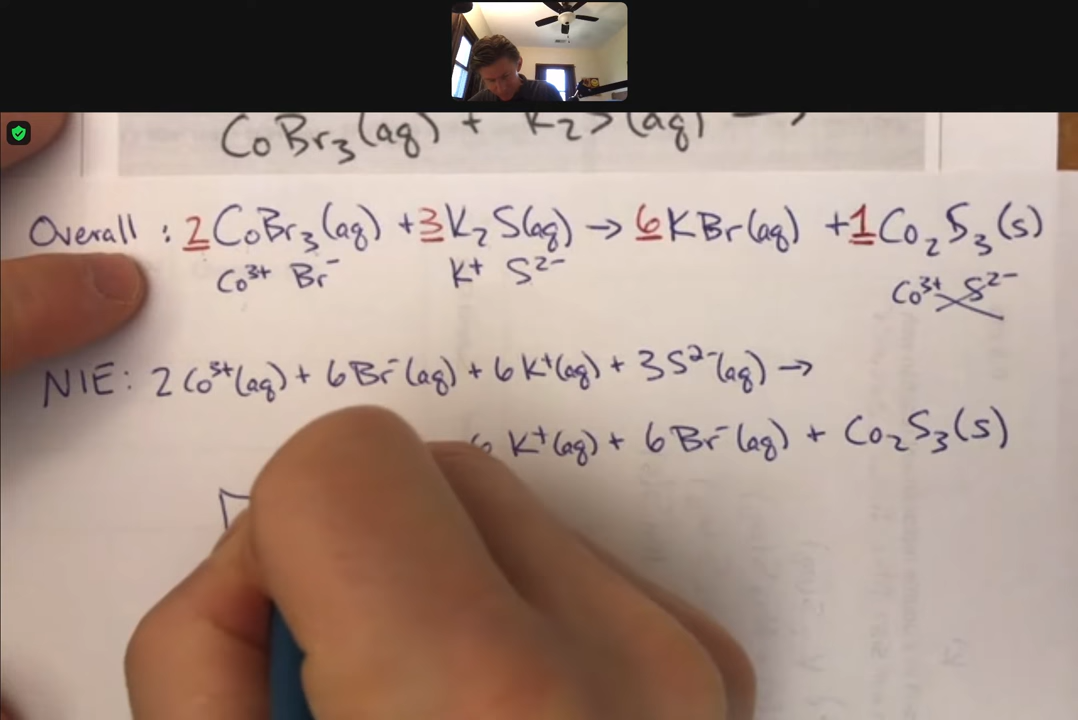 CoBr₃(aq) + K₂S(aq) →
Overall : 2 CoBr₃(aq) + 3 K₂S(aq) → 6 KBr(aq) + 1 Co₂S₃(s)
Co³⁺ Br⁻ K⁺ S²⁻ Co³⁺ S²⁻
NIE: 2 Co³⁺(aq) + 6 Br⁻(aq) + 6 K⁺(aq) + 3 S²⁻(aq) →
6 K⁺(aq) + 6 Br⁻(aq) + Co₂S₃(s)